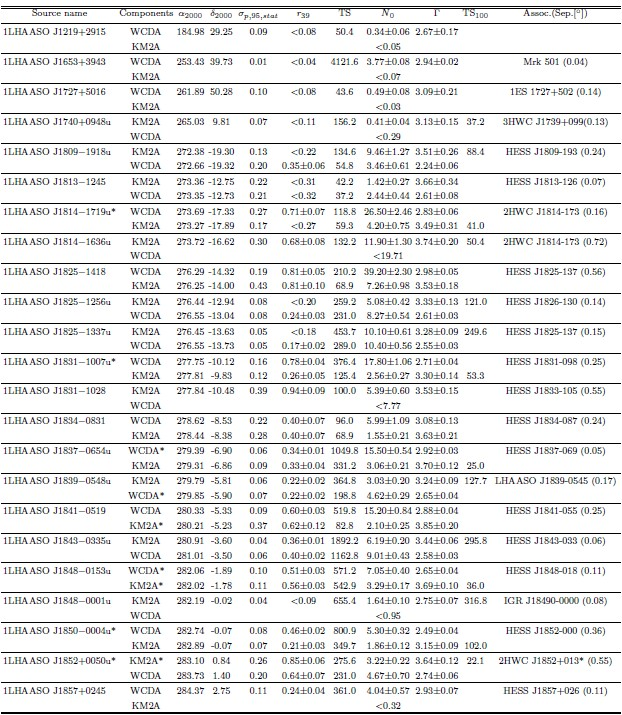 Source name Components α2000 δ2000 σp,95,stat r39 TS N0 Γ TS100 Assoc.(Sep.[°])
1LHAASO J1219+2915 WCDA 184.98 29.25 0.09 <0.08 50.4 0.34±0.06 2.67±0.17
KM2A <0.05
1LHAASO J1653+3943 WCDA 253.43 39.73 0.01 <0.04 4121.6 3.77±0.08 2.94±0.02 Mrk 501 (0.04)
KM2A <0.07
1LHAASO J1727+5016 WCDA 261.89 50.28 0.10 <0.08 43.6 0.49±0.08 3.09±0.21 1ES 1727+502 (0.14)
KM2A <0.03
1LHAASO J1740+0948u KM2A 265.03 9.81 0.07 <0.11 156.2 0.41±0.04 3.13±0.15 37.2 3HWC J1739+099(0.13)
WCDA <0.29
1LHAASO J1809-1918u KM2A 272.38 -19.30 0.13 <0.22 134.6 9.46±1.27 3.51±0.26 88.4 HESS J1809-193 (0.24)
WCDA 272.66 -19.32 0.20 0.35±0.06 54.8 3.46±0.61 2.24±0.06
1LHAASO J1813-1245 KM2A 273.36 -12.75 0.22 <0.31 42.2 1.42±0.27 3.66±0.34 HESS J1813-126 (0.07)
WCDA 273.35 -12.73 0.21 <0.32 37.2 2.44±0.44 2.61±0.08
1LHAASO J1814-1719u* WCDA 273.69 -17.33 0.27 0.71±0.07 118.8 26.50±2.46 2.83±0.06 2HWC J1814-173 (0.16)
KM2A 273.27 -17.89 0.17 <0.27 59.3 4.20±0.75 3.49±0.31 41.0
1LHAASO J1814-1636u KM2A 273.72 -16.62 0.30 0.68±0.08 132.2 11.90±1.30 3.74±0.20 50.4 2HWC J1814-173 (0.72)
WCDA <19.71
1LHAASO J1825-1418 WCDA 276.29 -14.32 0.19 0.81±0.05 210.2 39.20±2.30 2.98±0.05 HESS J1825-137 (0.56)
KM2A 276.25 -14.00 0.43 0.81±0.10 68.9 7.26±0.98 3.53±0.18
1LHAASO J1825-1256u KM2A 276.44 -12.94 0.08 <0.20 259.2 5.08±0.42 3.33±0.13 121.0 HESS J1826-130 (0.14)
WCDA 276.55 -13.04 0.08 0.24±0.03 231.0 8.27±0.54 2.61±0.03
1LHAASO J1825-1337u KM2A 276.45 -13.63 0.05 <0.18 453.7 10.10±0.61 3.28±0.09 249.6 HESS J1825-137 (0.15)
WCDA 276.55 -13.73 0.05 0.17±0.02 289.0 10.40±0.56 2.55±0.03
1LHAASO J1831-1007u* WCDA 277.75 -10.12 0.16 0.78±0.04 376.4 17.80±1.06 2.71±0.04 HESS J1831-098 (0.25)
KM2A 277.81 -9.83 0.12 0.26±0.05 125.4 2.56±0.27 3.30±0.14 53.3
1LHAASO J1831-1028 KM2A 277.84 -10.48 0.39 0.94±0.09 100.0 5.39±0.60 3.53±0.15 HESS J1833-105 (0.55)
WCDA <7.77
1LHAASO J1834-0831 WCDA 278.62 -8.53 0.22 0.40±0.07 96.0 5.99±1.09 3.08±0.13 HESS J1834-087 (0.24)
KM2A 278.44 -8.38 0.28 0.40±0.07 68.9 1.55±0.21 3.63±0.21
1LHAASO J1837-0654u WCDA* 279.39 -6.90 0.06 0.34±0.01 1049.8 15.50±0.54 2.92±0.03 HESS J1837-069 (0.05)
KM2A 279.31 -6.86 0.09 0.33±0.04 331.2 3.06±0.21 3.70±0.12 25.0
1LHAASO J1839-0548u KM2A 279.79 -5.81 0.06 0.22±0.02 364.8 3.03±0.20 3.24±0.09 127.7 LHAASO J1839-0545 (0.17)
WCDA* 279.85 -5.90 0.07 0.22±0.02 198.8 4.62±0.29 2.65±0.04
1LHAASO J1841-0519 WCDA 280.33 -5.33 0.09 0.60±0.03 519.8 15.20±0.84 2.88±0.04 HESS J1841-055 (0.25)
KM2A* 280.21 -5.23 0.37 0.62±0.12 82.8 2.10±0.25 3.85±0.20
1LHAASO J1843-0335u KM2A 280.91 -3.60 0.04 0.36±0.01 1892.2 6.19±0.20 3.44±0.06 295.8 HESS J1843-033 (0.06)
WCDA 281.01 -3.50 0.06 0.40±0.02 1162.8 9.01±0.43 2.58±0.03
1LHAASO J1848-0153u WCDA* 282.06 -1.89 0.10 0.51±0.03 571.2 7.05±0.40 2.65±0.04 HESS J1848-018 (0.11)
KM2A* 282.02 -1.78 0.11 0.56±0.03 542.9 3.29±0.17 3.69±0.10 36.0
1LHAASO J1848-0001u KM2A 282.19 -0.02 0.04 <0.09 655.4 1.64±0.10 2.75±0.07 316.8 IGR J18490-0000 (0.08)
WCDA <0.95
1LHAASO J1850-0004u* WCDA 282.74 -0.07 0.08 0.46±0.02 800.9 5.30±0.32 2.49±0.04 HESS J1852-000 (0.36)
KM2A 282.89 -0.07 0.07 0.21±0.03 349.7 1.86±0.12 3.15±0.09 102.0
1LHAASO J1852+0050u* KM2A* 283.10 0.84 0.26 0.85±0.06 275.6 3.22±0.22 3.64±0.12 22.1 2HWC J1852+013* (0.55)
WCDA 283.73 1.40 0.20 0.64±0.07 231.0 4.67±0.70 2.74±0.06
1LHAASO J1857+0245 WCDA 284.37 2.75 0.11 0.24±0.04 361.0 4.04±0.57 2.93±0.07 HESS J1857+026 (0.11)
KM2A <0.32